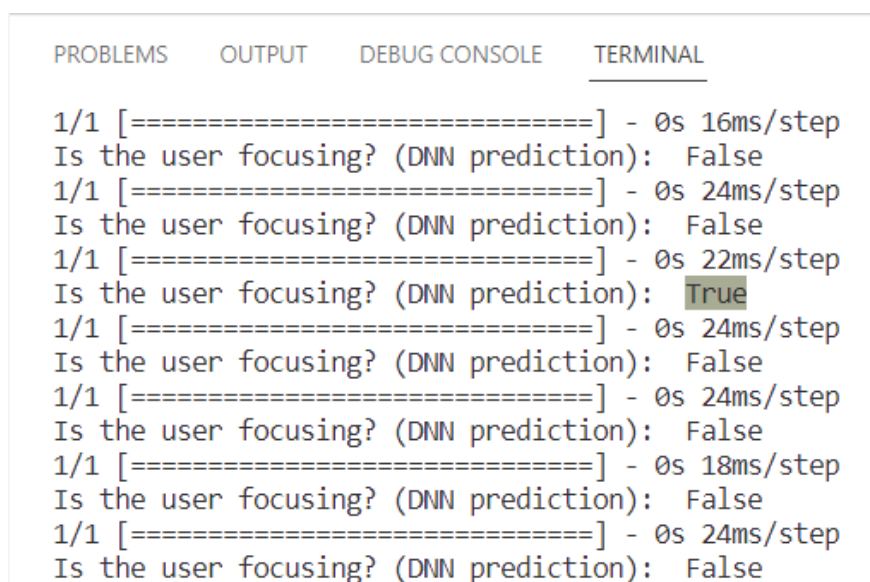 PROBLEMS OUTPUT DEBUG CONSOLE TERMINAL
1/1 [==============================] - 0s 16ms/step
Is the user focusing? (DNN prediction):  False
1/1 [==============================] - 0s 24ms/step
Is the user focusing? (DNN prediction):  False
1/1 [==============================] - 0s 22ms/step
Is the user focusing? (DNN prediction):  True
1/1 [==============================] - 0s 24ms/step
Is the user focusing? (DNN prediction):  False
1/1 [==============================] - 0s 24ms/step
Is the user focusing? (DNN prediction):  False
1/1 [==============================] - 0s 18ms/step
Is the user focusing? (DNN prediction):  False
1/1 [==============================] - 0s 24ms/step
Is the user focusing? (DNN prediction):  False